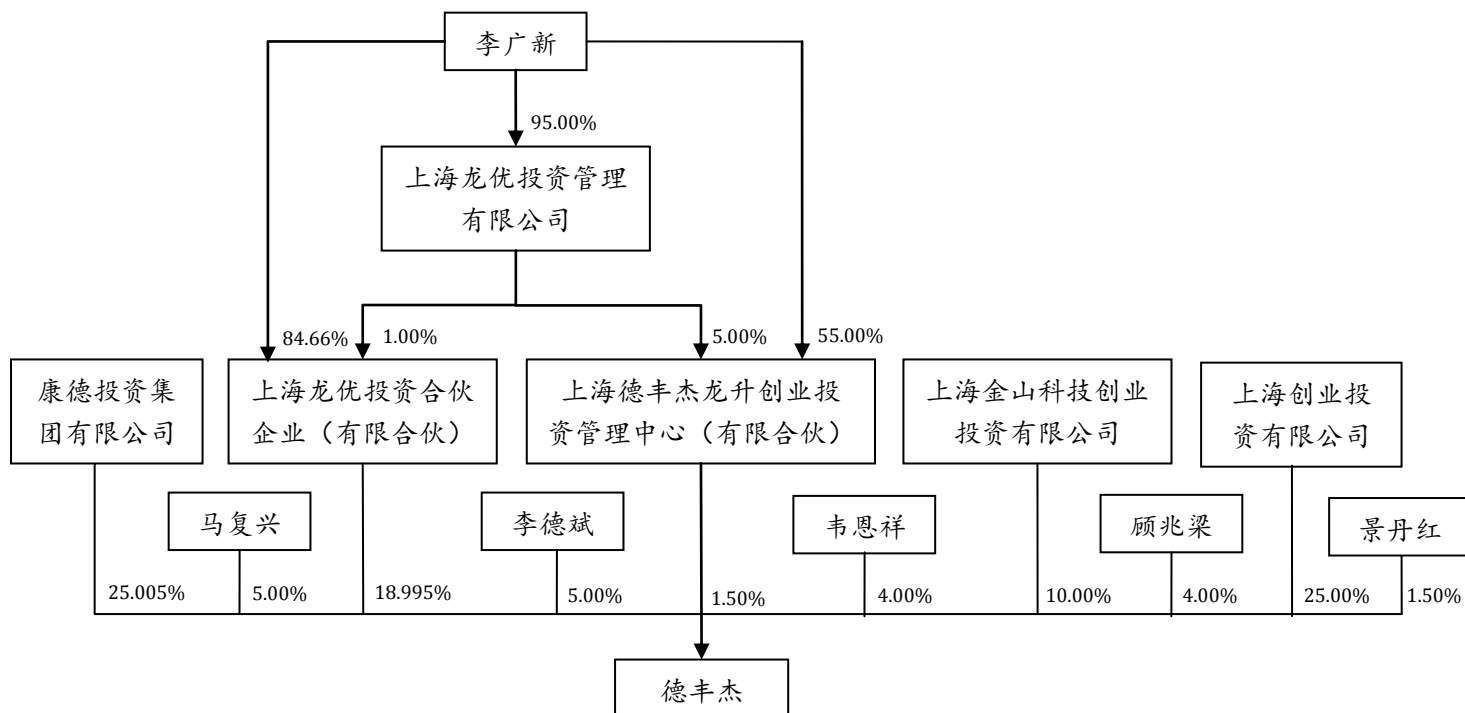 李广新
95.00%
上海龙优投资管理
有限公司
84.66%
1.00%
5.00%
55.00%
康德投资集
团有限公司
上海龙优投资合伙
企业（有限合伙）
上海德丰杰龙升创业投
资管理中心（有限合伙）
上海金山科技创业
投资有限公司
上海创业投
资有限公司
马复兴
李德斌
韦恩祥
顾兆梁
景丹红
25.005%
5.00%
18.995%
5.00%
1.50%
4.00%
10.00%
4.00%
25.00%
1.50%
德丰杰